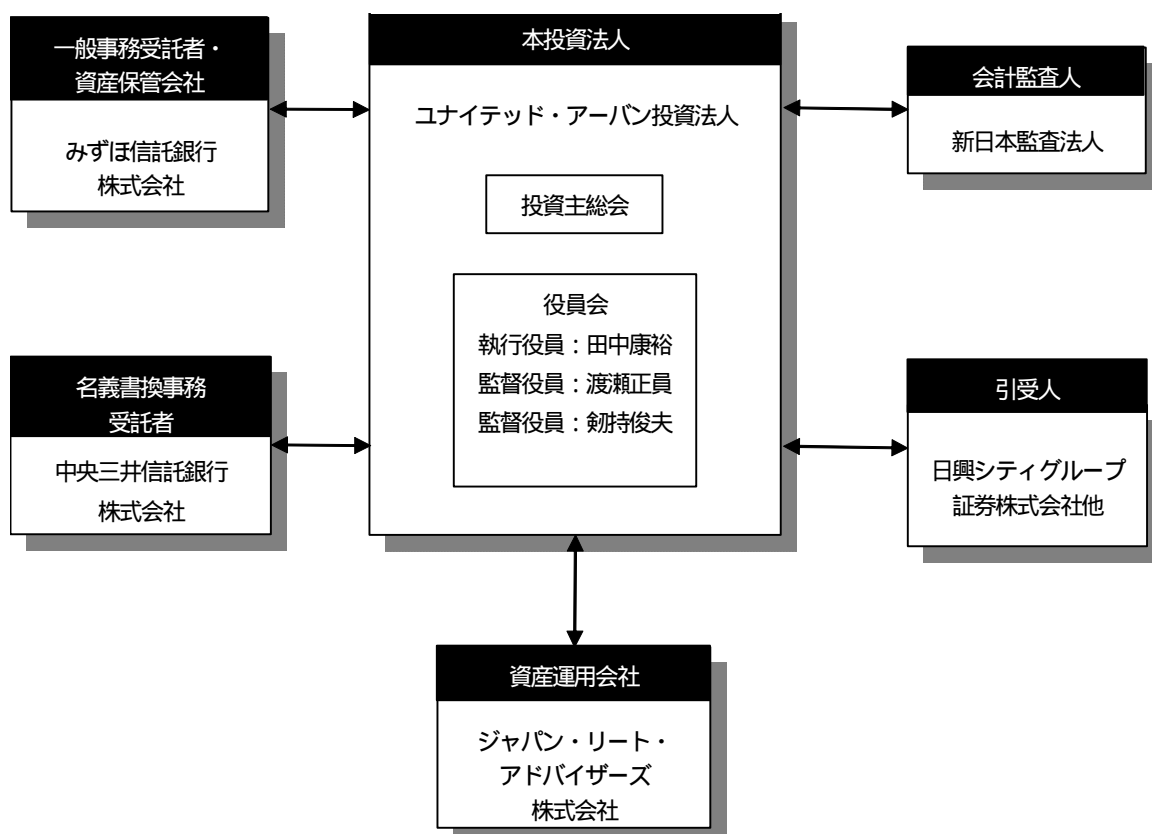 一般事務受託者・
資産保管会社
みずほ信託銀行
株式会社
本投資法人
ユナイテッド・アーバン投資法人
投資主総会
役員会
執行役員：田中康裕
監督役員：渡瀬正員
監督役員：剱持俊夫
会計監査人
新日本監査法人
名義書換事務
受託者
中央三井信託銀行
株式会社
引受人
日興シティグループ
証券株式会社他
資産運用会社
ジャパン・リート・
アドバイザーズ
株式会社